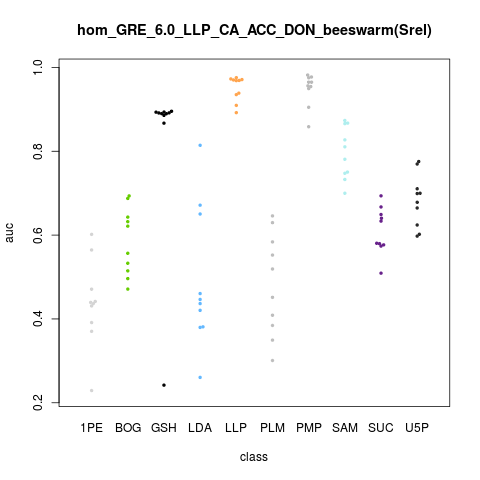 hom_GRE_6.0_LLP_CA_ACC_DON_beeswarm(Srel)
1.0
0.8
0.6
0.4
0.2
auc
1PE BOG GSH LDA LLP PLM PMP SAM SUC U5P
class